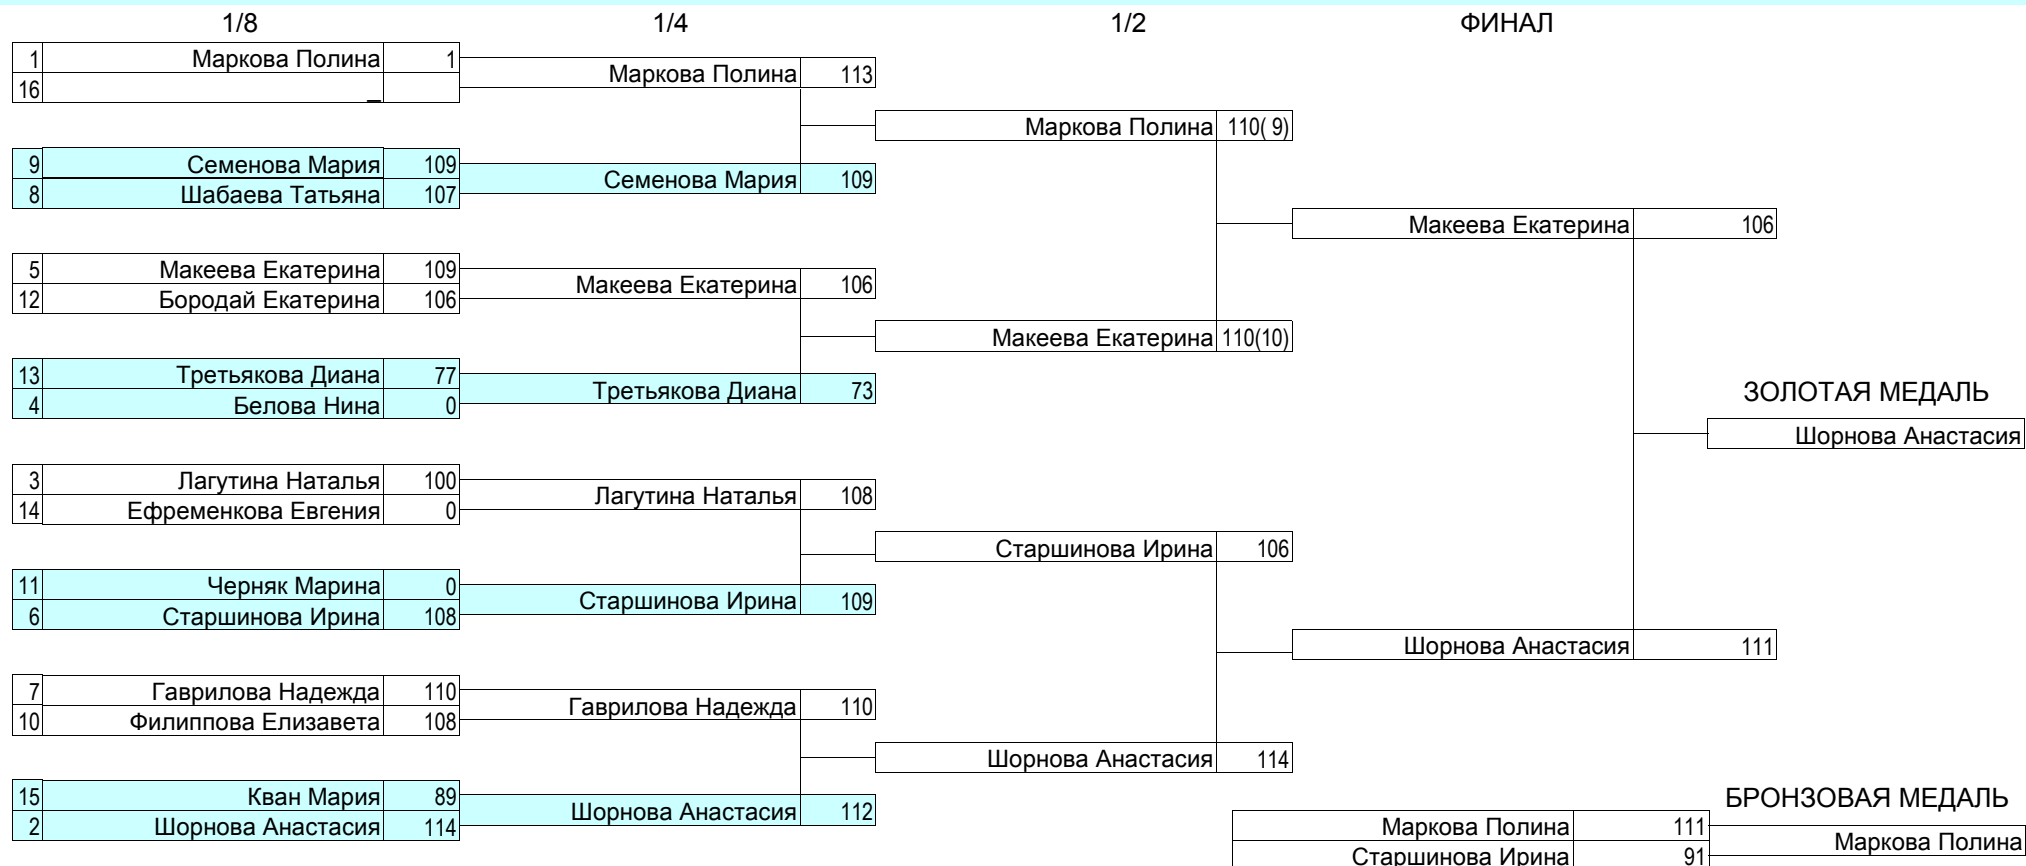 1/8 1/4 1/2 ФИНАЛ
1 Маркова Полина 1
16 _
Маркова Полина 113
Маркова Полина 110( 9)
9 Семенова Мария 109
8 Шабаева Татьяна 107
Семенова Мария 109
Макеева Екатерина 106
5 Макеева Екатерина 109
12 Бородай Екатерина 106
Макеева Екатерина 106
Макеева Екатерина 110(10)
13 Третьякова Диана 77
4 Белова Нина 0
Третьякова Диана 73
ЗОЛОТАЯ МЕДАЛЬ
Шорнова Анастасия
3 Лагутина Наталья 100
14 Ефременкова Евгения 0
Лагутина Наталья 108
Старшинова Ирина 106
11 Черняк Марина 0
6 Старшинова Ирина 108
Старшинова Ирина 109
Шорнова Анастасия 111
7 Гаврилова Надежда 110
10 Филиппова Елизавета 108
Гаврилова Надежда 110
Шорнова Анастасия 114
15 Кван Мария 89
2 Шорнова Анастасия 114
Шорнова Анастасия 112
БРОНЗОВАЯ МЕДАЛЬ
Маркова Полина 111
Старшинова Ирина 91
Маркова Полина